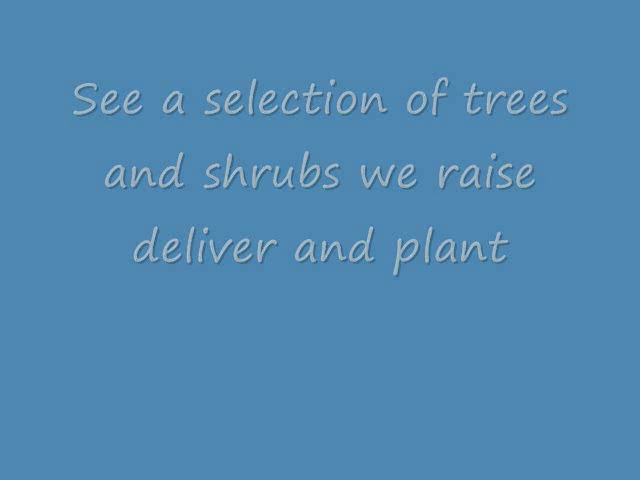 See a selection of trees
and shrubs we raise
deliver and plant